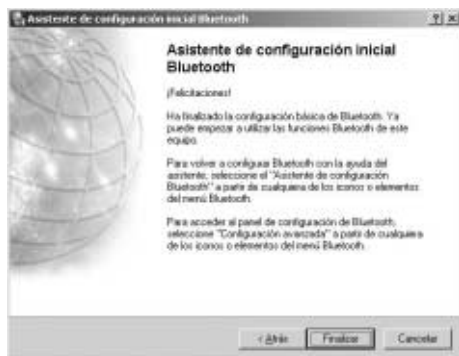 Asistente de configuración inicial Bluetooth
Asistente de configuración inicial
Bluetooth
¡Felicitaciones!
Ha finalizado la configuración básica de Bluetooth. Ya
puede empezar a utilizar las funciones Bluetooth de este
equipo.
Para volver a configurar Bluetooth con la ayuda del
asistente, seleccione el "Asistente de configuración
Bluetooth" a partir de cualquiera de los iconos o elementos
del menú Bluetooth.
Para acceder al panel de configuración de Bluetooth,
seleccione "Configuración avanzada" a partir de cualquiera
de los iconos o elementos del menú Bluetooth.
< Atrás Finalizar Cancelar